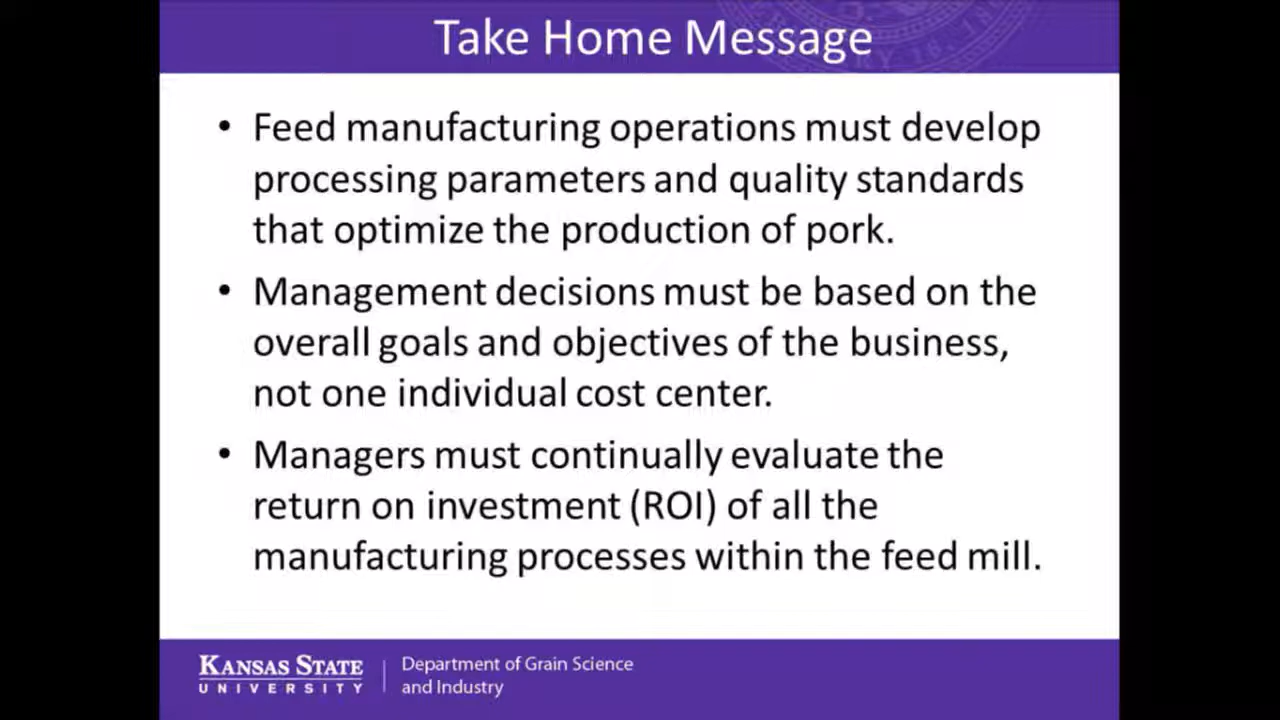 Take Home Message
• Feed manufacturing operations must develop
processing parameters and quality standards
that optimize the production of pork.
• Management decisions must be based on the
overall goals and objectives of the business,
not one individual cost center.
• Managers must continually evaluate the
return on investment (ROI) of all the
manufacturing processes within the feed mill.
KANSAS STATE
UNIVERSITY
Department of Grain Science
and Industry